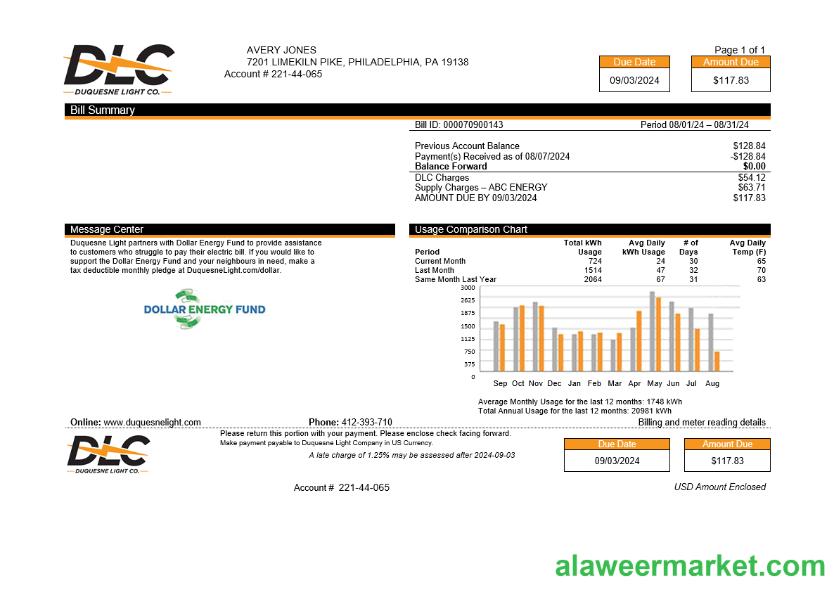 DLC
DUQUESNE LIGHT CO.
AVERY JONES
7201 LIMEKILN PIKE, PHILADELPHIA, PA 19138
Account # 221-44-065
Page 1 of 1
Due Date
Amount Due
09/03/2024
$117.83
Bill Summary
Bill ID: 000070900143 Period 08/01/24 – 08/31/24
Previous Account Balance $128.84
Payment(s) Received as of 08/07/2024 -$128.84
Balance Forward $0.00
DLC Charges $54.12
Supply Charges – ABC ENERGY $63.71
AMOUNT DUE BY 09/03/2024 $117.83
Message Center
Duquesne Light partners with Dollar Energy Fund to provide assistance
to customers who struggle to pay their electric bill. If you would like to
support the Dollar Energy Fund and your neighbours in need, make a
tax deductible monthly pledge at DuquesneLight.com/dollar.
DOLLAR ENERGY FUND
Usage Comparison Chart
Total kWh Avg Daily # of Avg Daily
Period Usage kWh Usage Days Temp (F)
Current Month 724 24 30 65
Last Month 1514 47 32 70
Same Month Last Year 2064 67 31 63
3000
2625
1875
1500
1125
750
375
0
Sep Oct Nov Dec Jan Feb Mar Apr May Jun Jul Aug
Average Monthly Usage for the last 12 months: 1748 kWh
Total Annual Usage for the last 12 months: 20981 kWh
Online: www.duquesnelight.com Phone: 412-393-710 Billing and meter reading details
DLC
DUQUESNE LIGHT CO.
Please return this portion with your payment. Please enclose check facing forward.
Make payment payable to Duquesne Light Company in US Currency.
A late charge of 1.25% may be assessed after 2024-09-03
Due Date
Amount Due
09/03/2024
$117.83
Account # 221-44-065
USD Amount Enclosed
alaweermarket.com